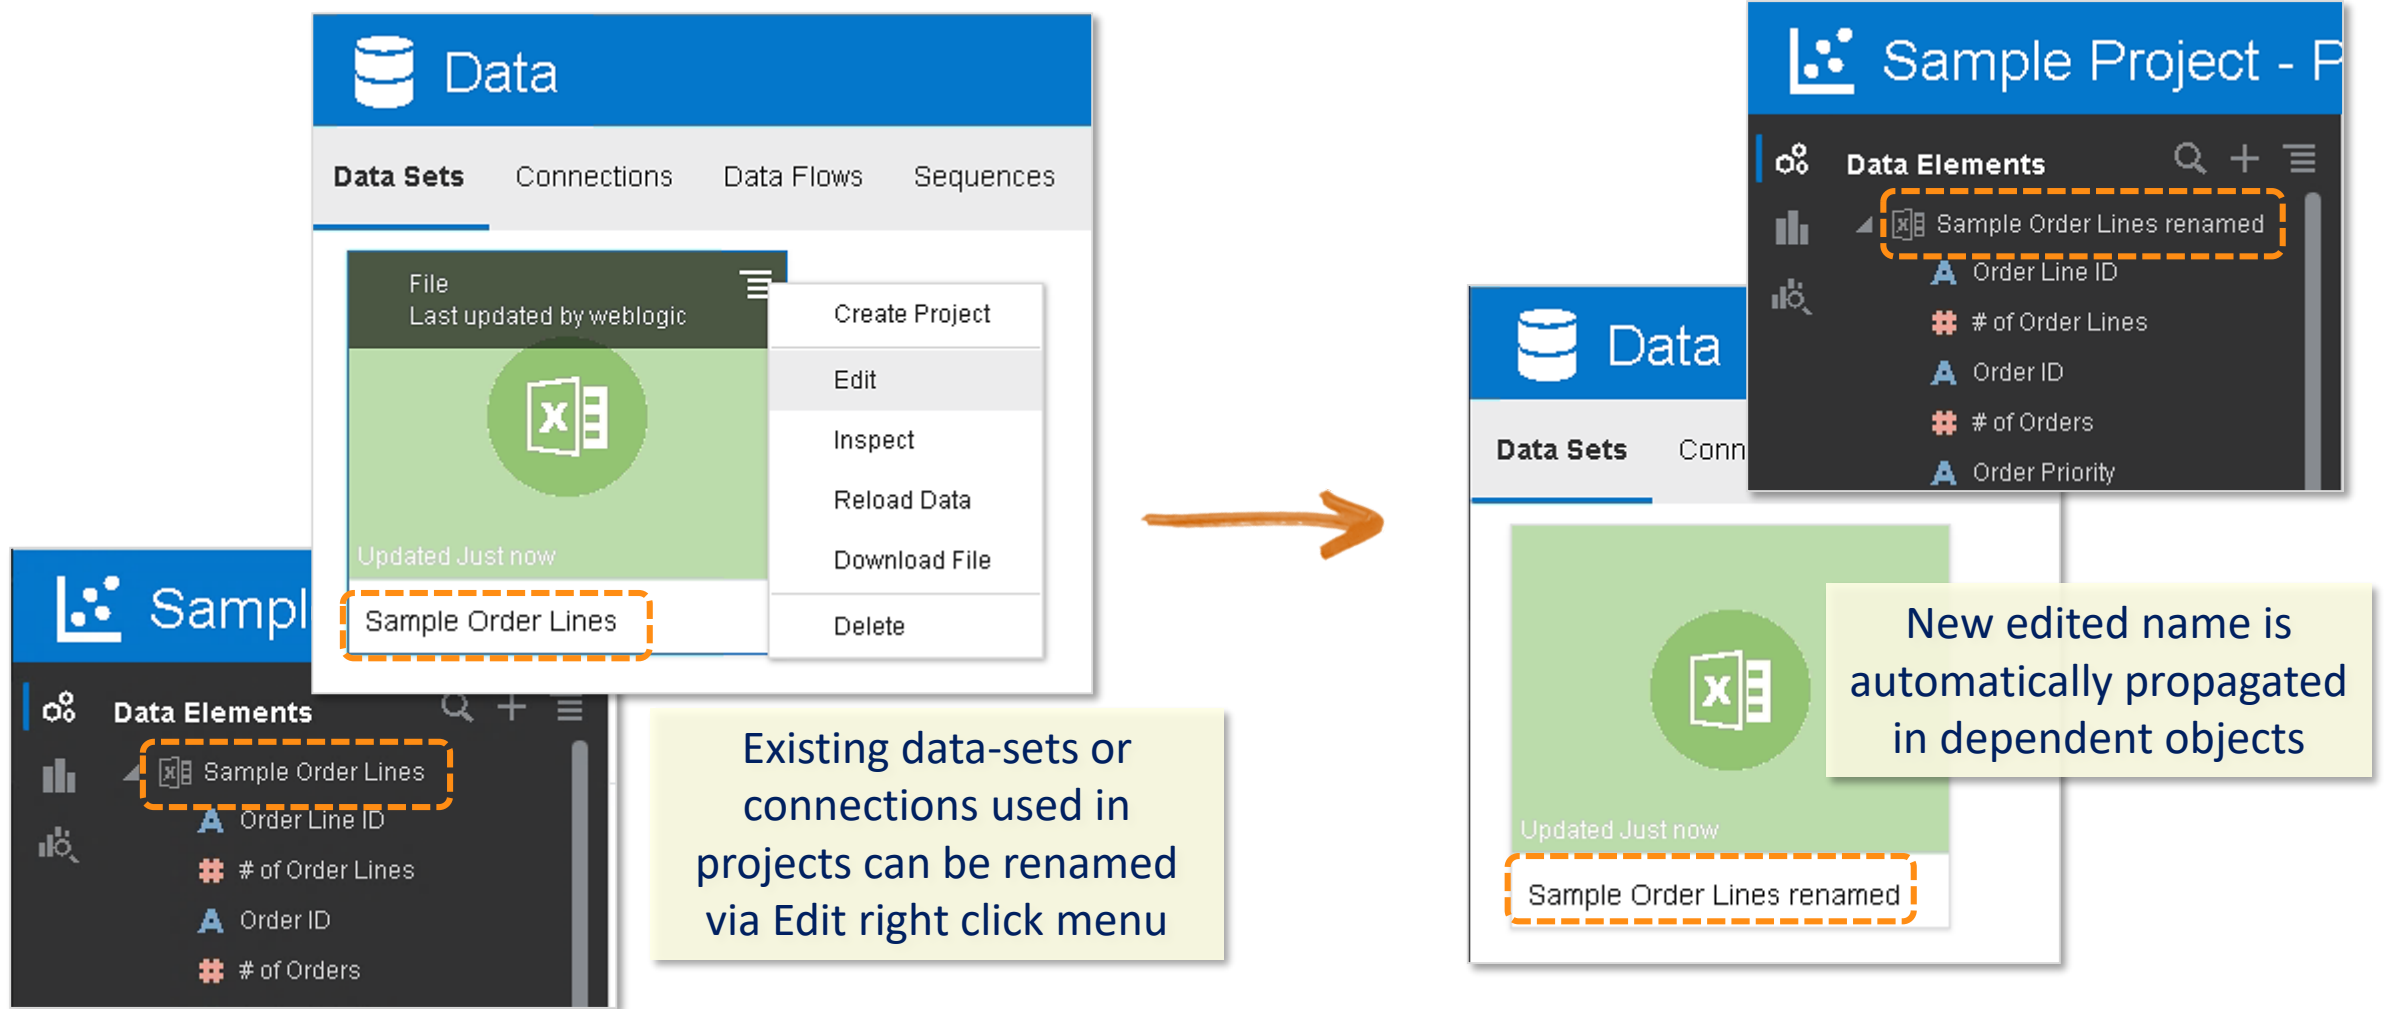 Data
Data Sets Connections Data Flows Sequences
File
Last updated by weblogic
Updated Just now
Sample Order Lines
Create Project
Edit
Inspect
Reload Data
Download File
Delete
Sampl
Data Elements
Sample Order Lines
A Order Line ID
# of Order Lines
A Order ID
# of Orders
Existing data-sets or
connections used in
projects can be renamed
via Edit right click menu
Sample Project - P
Data Elements
Sample Order Lines renamed
A Order Line ID
# of Order Lines
A Order ID
# of Orders
A Order Priority
Data
Data Sets Conn
Updated Just now
Sample Order Lines renamed
New edited name is
automatically propagated
in dependent objects